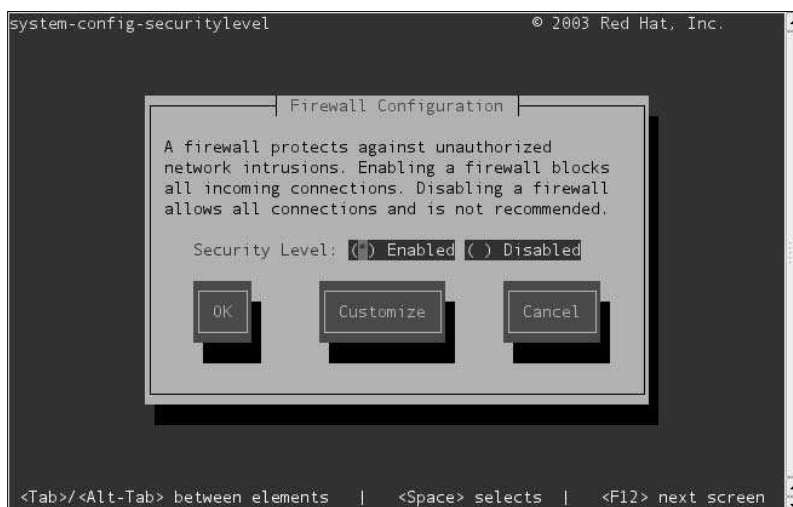 system-config-securitylevel © 2003 Red Hat, Inc.
Firewall Configuration
A firewall protects against unauthorized
network intrusions. Enabling a firewall blocks
all incoming connections. Disabling a firewall
allows all connections and is not recommended.
Security Level: (*) Enabled ( ) Disabled
OK Customize Cancel
<Tab>/<Alt-Tab> between elements | <Space> selects | <F12> next screen